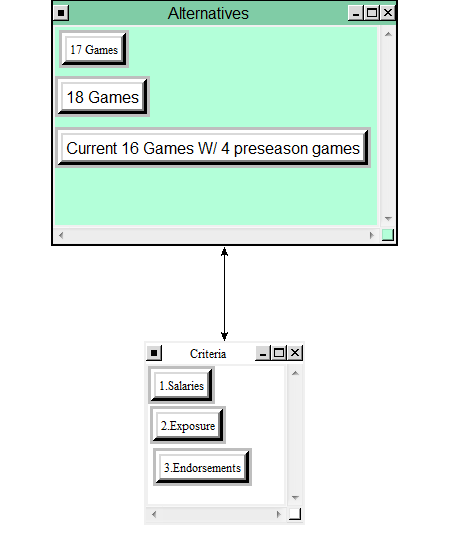 Alternatives
17 Games
18 Games
Current 16 Games W/ 4 preseason games
Criteria
1.Salaries
2.Exposure
3.Endorsements